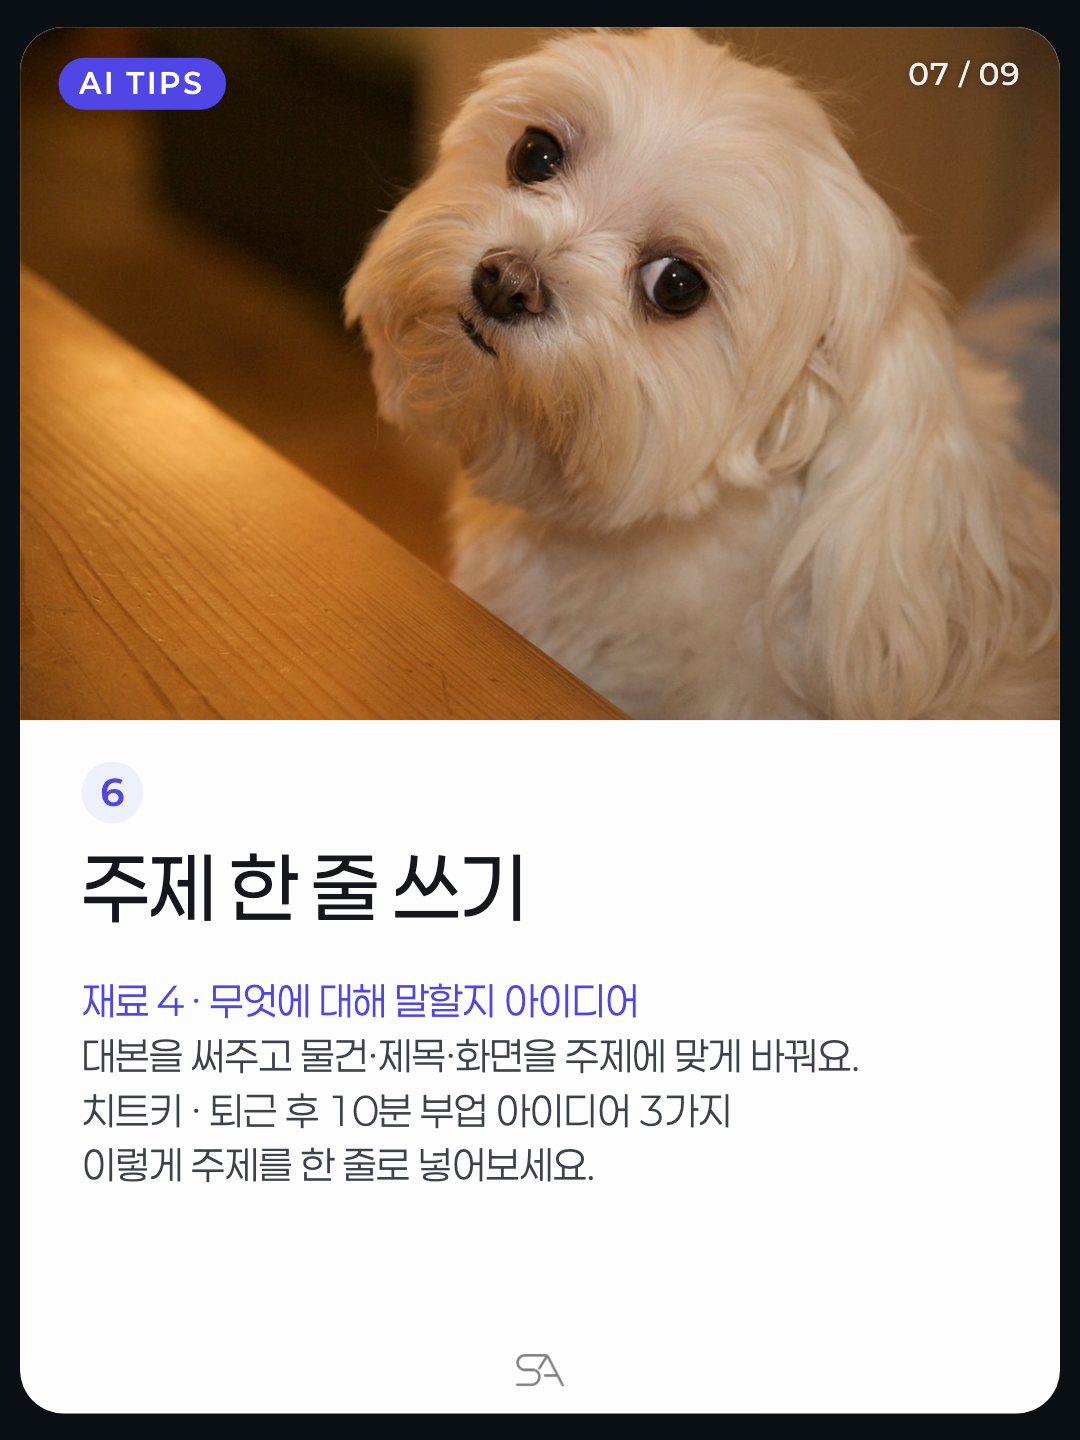 AI TIPS
07 / 09
6
주제 한 줄 쓰기
재료 4 · 무엇에 대해 말할지 아이디어
대본을 써주고 물건·제목·화면을 주제에 맞게 바꿔요.
치트키 · 퇴근 후 10분 부업 아이디어 3가지
이렇게 주제를 한 줄로 넣어보세요.
SA